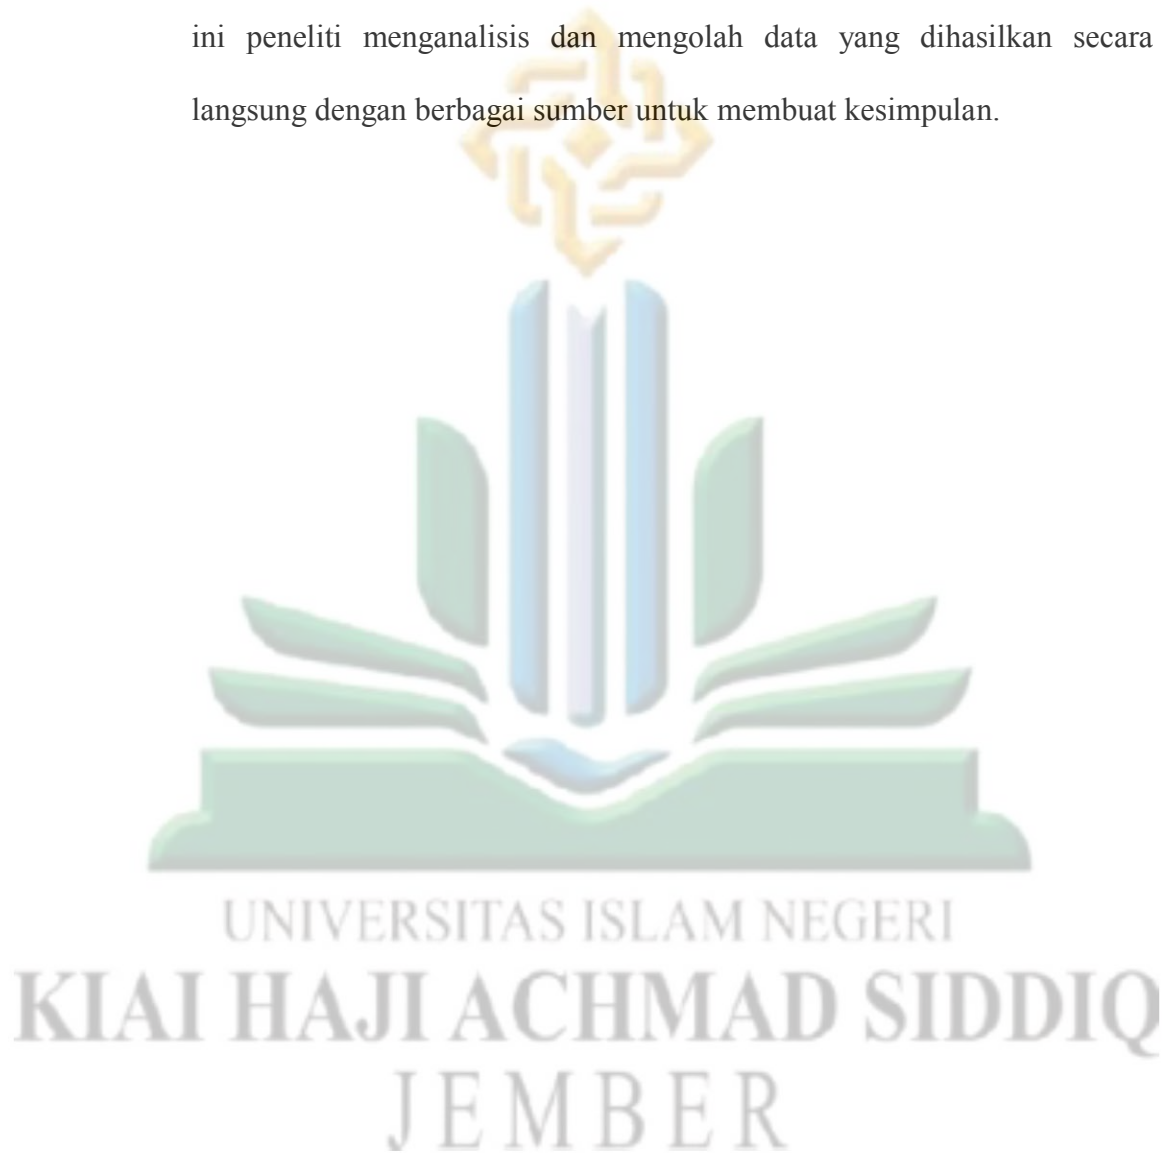 ini peneliti menganalisis dan mengolah data yang dihasilkan secara
langsung dengan berbagai sumber untuk membuat kesimpulan.
UNIVERSITAS ISLAM NEGERI
KIAI HAJI ACHMAD SIDDIQ
JEMBER